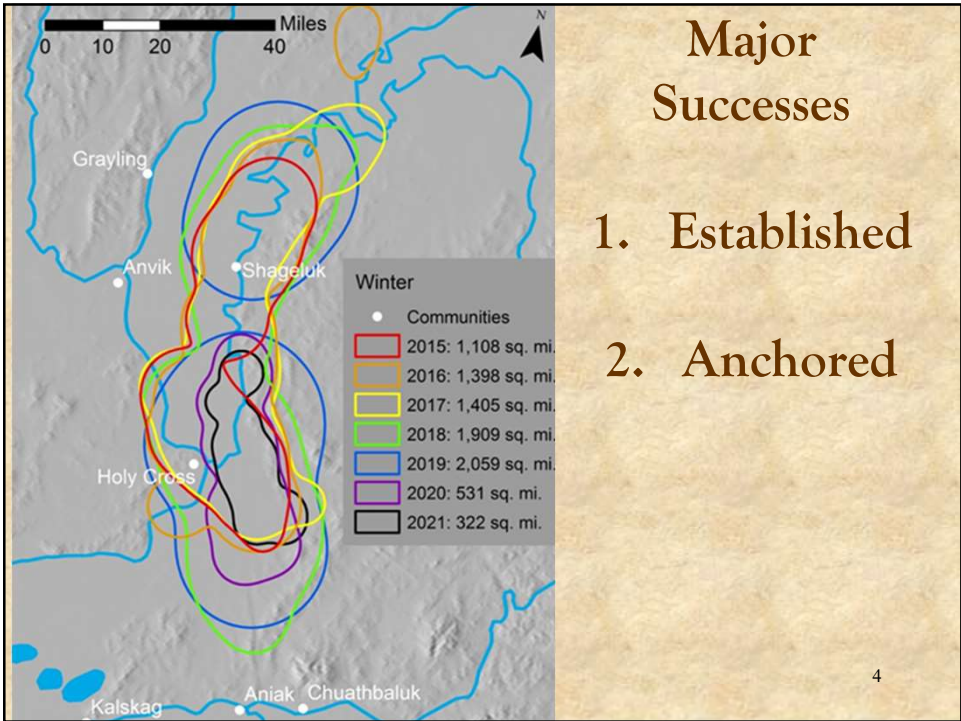 Miles
0 10 20 40
N
Grayling
Anvik
Shageluk
Holy Cross
Kalskag
Aniak
Chuathbaluk
Winter
Communities
2015: 1,108 sq. mi.
2016: 1,398 sq. mi.
2017: 1,405 sq. mi.
2018: 1,909 sq. mi.
2019: 2,059 sq. mi.
2020: 531 sq. mi.
2021: 322 sq. mi.
Major
Successes
1. Established
2. Anchored
4